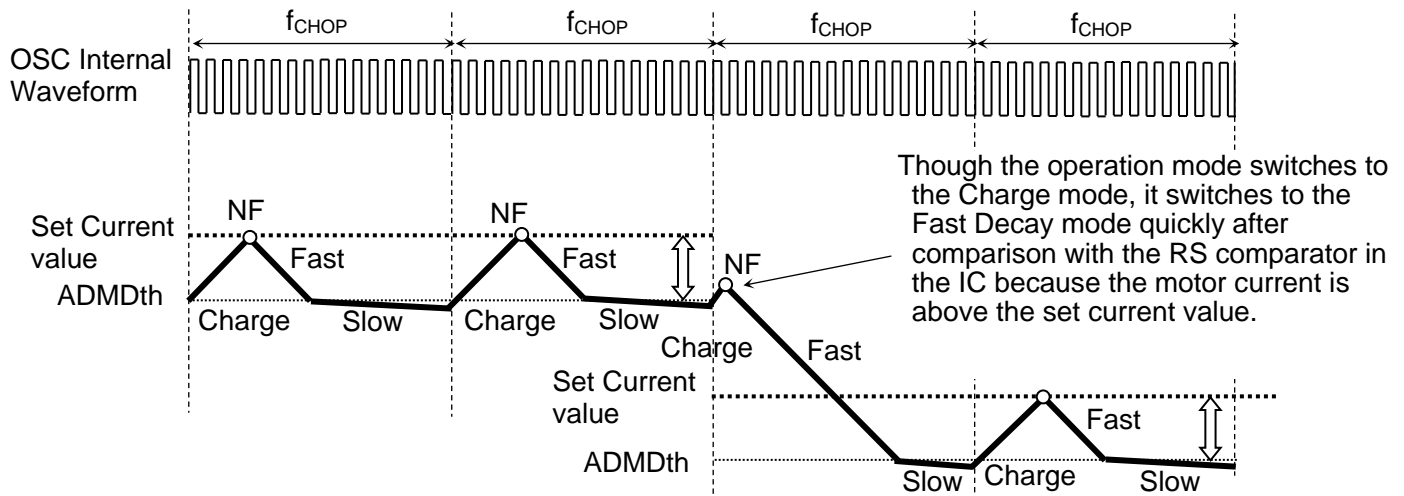 fCHOP fCHOP fCHOP fCHOP
OSC Internal
Waveform
Though the operation mode switches to
the Charge mode, it switches to the
Fast Decay mode quickly after
comparison with the RS comparator in
the IC because the motor current is
above the set current value.
Set Current
value
NF NF
Fast Fast
NF
ADMDth
Charge Slow Charge Slow
Charge Fast
Set Current
value
Fast
ADMDth
Slow Charge Slow